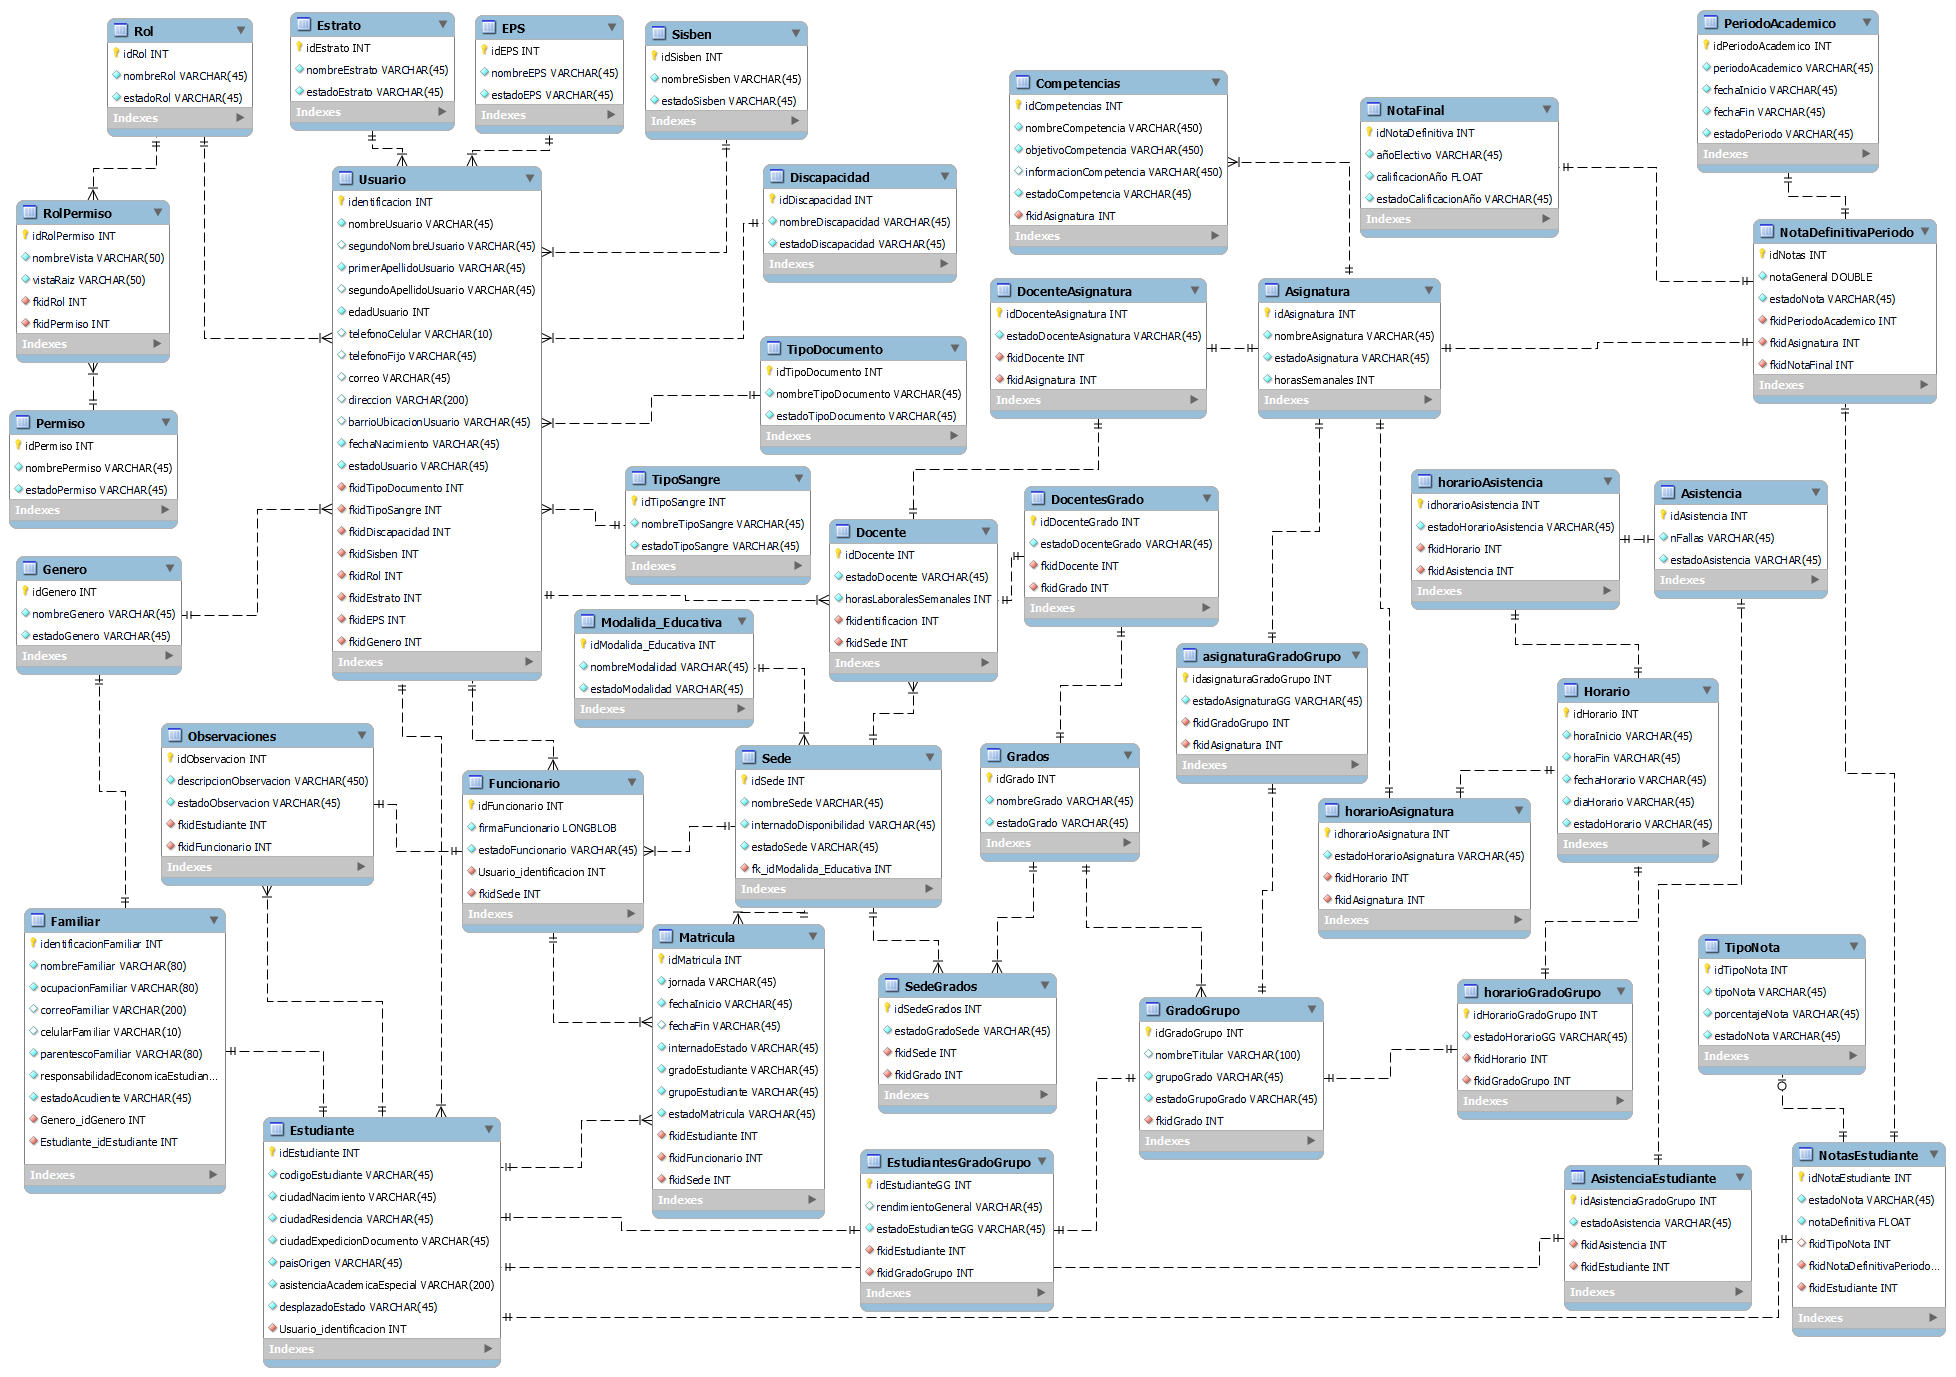 Rol
idRol INT
nombreRol VARCHAR(45)
estadoRol VARCHAR(45)
Indexes
Estrato
idEstrato INT
nombreEstrato VARCHAR(45)
estadoEstrato VARCHAR(45)
Indexes
EPS
idEPS INT
nombreEPS VARCHAR(45)
estadoEPS VARCHAR(45)
Indexes
Sisben
idSisben INT
nombreSisben VARCHAR(45)
estadoSisben VARCHAR(45)
Indexes
Competencias
idCompetencias INT
nombreCompetencia VARCHAR(450)
objetivoCompetencia VARCHAR(450)
informacionCompetencia VARCHAR(450)
estadoCompetencia VARCHAR(45)
fkidAsignatura INT
Indexes
NotaFinal
idNotaDefinitiva INT
añoElectivo VARCHAR(45)
calificacionAño FLOAT
estadoCalificacionAño VARCHAR(45)
Indexes
PeriodoAcademico
idPeriodoAcademico INT
periodoAcademico VARCHAR(45)
fechaInicio VARCHAR(45)
fechaFin VARCHAR(45)
estadoPeriodo VARCHAR(45)
Indexes
RolPermiso
idRolPermiso INT
nombreVista VARCHAR(50)
vistaRaiz VARCHAR(50)
fkidRol INT
fkidPermiso INT
Indexes
Usuario
identificacion INT
nombreUsuario VARCHAR(45)
segundoNombreUsuario VARCHAR(45)
primerApellidoUsuario VARCHAR(45)
segundoApellidoUsuario VARCHAR(45)
edadUsuario INT
telefonoCelular VARCHAR(10)
telefonoFijo VARCHAR(45)
correo VARCHAR(45)
direccion VARCHAR(200)
barrioUbicacionUsuario VARCHAR(45)
fechaNacimiento VARCHAR(45)
estadoUsuario VARCHAR(45)
fkidTipoDocumento INT
fkidTipoSangre INT
fkidDiscapacidad INT
fkidSisben INT
fkidRol INT
fkidEstrato INT
fkidEPS INT
fkidGenero INT
Indexes
Discapacidad
idDiscapacidad INT
nombreDiscapacidad VARCHAR(45)
estadoDiscapacidad VARCHAR(45)
Indexes
DocenteAsignatura
idDocenteAsignatura INT
estadoDocenteAsignatura VARCHAR(45)
fkidDocente INT
fkidAsignatura INT
Indexes
Asignatura
idAsignatura INT
nombreAsignatura VARCHAR(45)
estadoAsignatura VARCHAR(45)
horasSemanales INT
Indexes
NotaDefinitivaPeriodo
idNotas INT
notaGeneral DOUBLE
estadoNota VARCHAR(45)
fkidPeriodoAcademico INT
fkidAsignatura INT
fkidNotaFinal INT
Indexes
TipoDocumento
idTipoDocumento INT
nombreTipoDocumento VARCHAR(45)
estadoTipoDocumento VARCHAR(45)
Indexes
Permiso
idPermiso INT
nombrePermiso VARCHAR(45)
estadoPermiso VARCHAR(45)
Indexes
TipoSangre
idTipoSangre INT
nombreTipoSangre VARCHAR(45)
estadoTipoSangre VARCHAR(45)
Indexes
Docente
idDocente INT
estadoDocente VARCHAR(45)
horasLaboralesSemanales INT
fkidentificacion INT
fkidSede INT
Indexes
DocentesGrado
idDocenteGrado INT
estadoDocenteGrado VARCHAR(45)
fkidDocente INT
fkidGrado INT
Indexes
horarioAsistencia
idhorarioAsistencia INT
estadoHorarioAsistencia VARCHAR(45)
fkidHorario INT
fkidAsistencia INT
Indexes
Asistencia
idAsistencia INT
nFallas VARCHAR(45)
estadoAsistencia VARCHAR(45)
Indexes
Genero
idGenero INT
nombreGenero VARCHAR(45)
estadoGenero VARCHAR(45)
Indexes
Modalida_Educativa
idModalida_Educativa INT
nombreModalidad VARCHAR(45)
estadoModalidad VARCHAR(45)
Indexes
asignaturaGradoGrupo
idasignaturaGradoGrupo INT
estadoAsignaturaGG VARCHAR(45)
fkidGradoGrupo INT
fkidAsignatura INT
Indexes
Horario
idHorario INT
horaInicio VARCHAR(45)
horaFin VARCHAR(45)
fechaHorario VARCHAR(45)
diaHorario VARCHAR(45)
estadoHorario VARCHAR(45)
Indexes
Observaciones
idObservacion INT
descripcionObservacion VARCHAR(450)
estadoObservacion VARCHAR(45)
fkidEstudiante INT
fkidFuncionario INT
Indexes
Funcionario
idFuncionario INT
firmaFuncionario LONGBLOB
estadoFuncionario VARCHAR(45)
Usuario_identificacion INT
fkidSede INT
Indexes
Sede
idSede INT
nombreSede VARCHAR(45)
internadoDisponibilidad VARCHAR(45)
estadoSede VARCHAR(45)
fk_idModalida_Educativa INT
Indexes
Grados
idGrado INT
nombreGrado VARCHAR(45)
estadoGrado VARCHAR(45)
Indexes
horarioAsignatura
idhorarioAsignatura INT
estadoHorarioAsignatura VARCHAR(45)
fkidHorario INT
fkidAsignatura INT
Indexes
Familiar
identificacionFamiliar INT
nombreFamiliar VARCHAR(80)
ocupacionFamiliar VARCHAR(80)
correoFamiliar VARCHAR(200)
celularFamiliar VARCHAR(10)
parentescoFamiliar VARCHAR(80)
responsabilidadEconomicaEstudian...
estadoAcudiente VARCHAR(45)
Genero_idGenero INT
Estudiante_idEstudiante INT
Indexes
Matricula
idMatricula INT
jornada VARCHAR(45)
fechaInicio VARCHAR(45)
fechaFin VARCHAR(45)
internadoEstado VARCHAR(45)
gradoEstudiante VARCHAR(45)
grupoEstudiante VARCHAR(45)
estadoMatricula VARCHAR(45)
fkidEstudiante INT
fkidFuncionario INT
fkidSede INT
Indexes
SedeGrados
idSedeGrados INT
estadoGradoSede VARCHAR(45)
fkidSede INT
fkidGrado INT
Indexes
GradoGrupo
idGradoGrupo INT
nombreTitular VARCHAR(100)
grupoGrado VARCHAR(45)
estadoGrupoGrado VARCHAR(45)
fkidGrado INT
Indexes
horarioGradoGrupo
idHorarioGradoGrupo INT
estadoHorarioGG VARCHAR(45)
fkidHorario INT
fkidGradoGrupo INT
Indexes
TipoNota
idTipoNota INT
tipoNota VARCHAR(45)
porcentajeNota VARCHAR(45)
estadoNota VARCHAR(45)
Indexes
Estudiante
idEstudiante INT
codigoEstudiante VARCHAR(45)
ciudadNacimiento VARCHAR(45)
ciudadResidencia VARCHAR(45)
ciudadExpedicionDocumento VARCHAR(45)
paisOrigen VARCHAR(45)
asistenciaAcademicaEspecial VARCHAR(200)
desplazadoEstado VARCHAR(45)
Usuario_identificacion INT
Indexes
EstudiantesGradoGrupo
idEstudianteGG INT
rendimientoGeneral VARCHAR(45)
estadoEstudianteGG VARCHAR(45)
fkidEstudiante INT
fkidGradoGrupo INT
Indexes
AsistenciaEstudiante
idAsistenciaGradoGrupo INT
estadoAsistencia VARCHAR(45)
fkidAsistencia INT
fkidEstudiante INT
Indexes
NotasEstudiante
idNotaEstudiante INT
estadoNota VARCHAR(45)
notaDefinitiva FLOAT
fkidTipoNota INT
fkidNotaDefinitivaPeriodo...
fkidEstudiante INT
Indexes